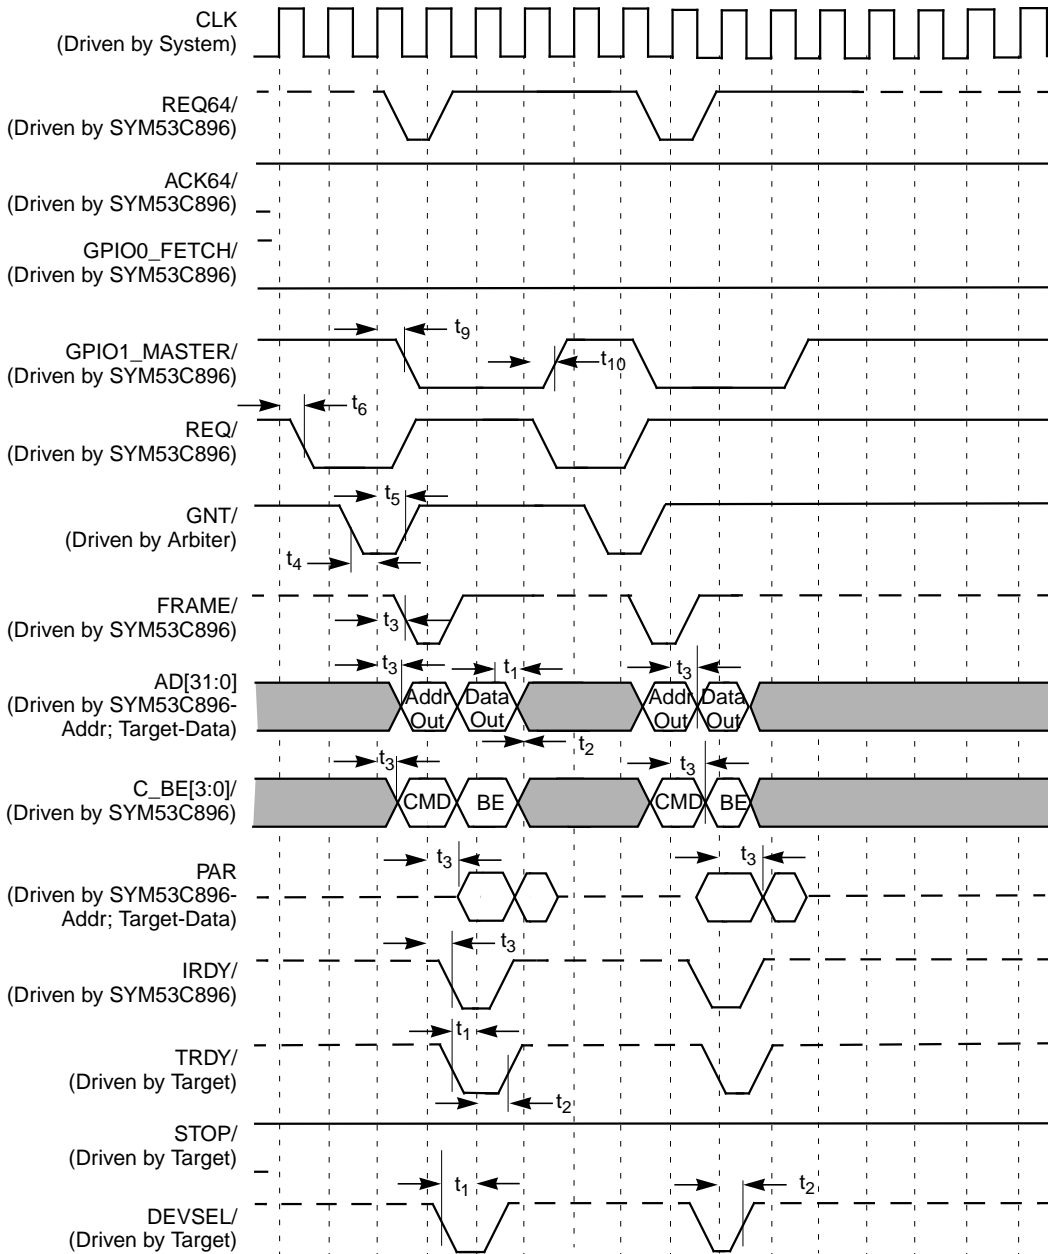 CLK
(Driven by System)
REQ64/
(Driven by SYM53C896)
ACK64/
(Driven by SYM53C896)
GPIO0_FETCH/
(Driven by SYM53C896)
t9
GPIO1_MASTER/
(Driven by SYM53C896)
t10
t6
REQ/
(Driven by SYM53C896)
t5
GNT/
(Driven by Arbiter)
t4
FRAME/
(Driven by SYM53C896)
t3
t3 t1 t3
AD[31:0]
(Driven by SYM53C896-
Addr; Target-Data)
Addr Out
Data Out
Addr Out
Data Out
t2
t3 t3
C_BE[3:0]/
(Driven by SYM53C896)
CMD BE CMD BE
t3 t3
PAR
(Driven by SYM53C896-
Addr; Target-Data)
t3
IRDY/
(Driven by SYM53C896)
t1
TRDY/
(Driven by Target)
t2
STOP/
(Driven by Target)
t1 t2
DEVSEL/
(Driven by Target)